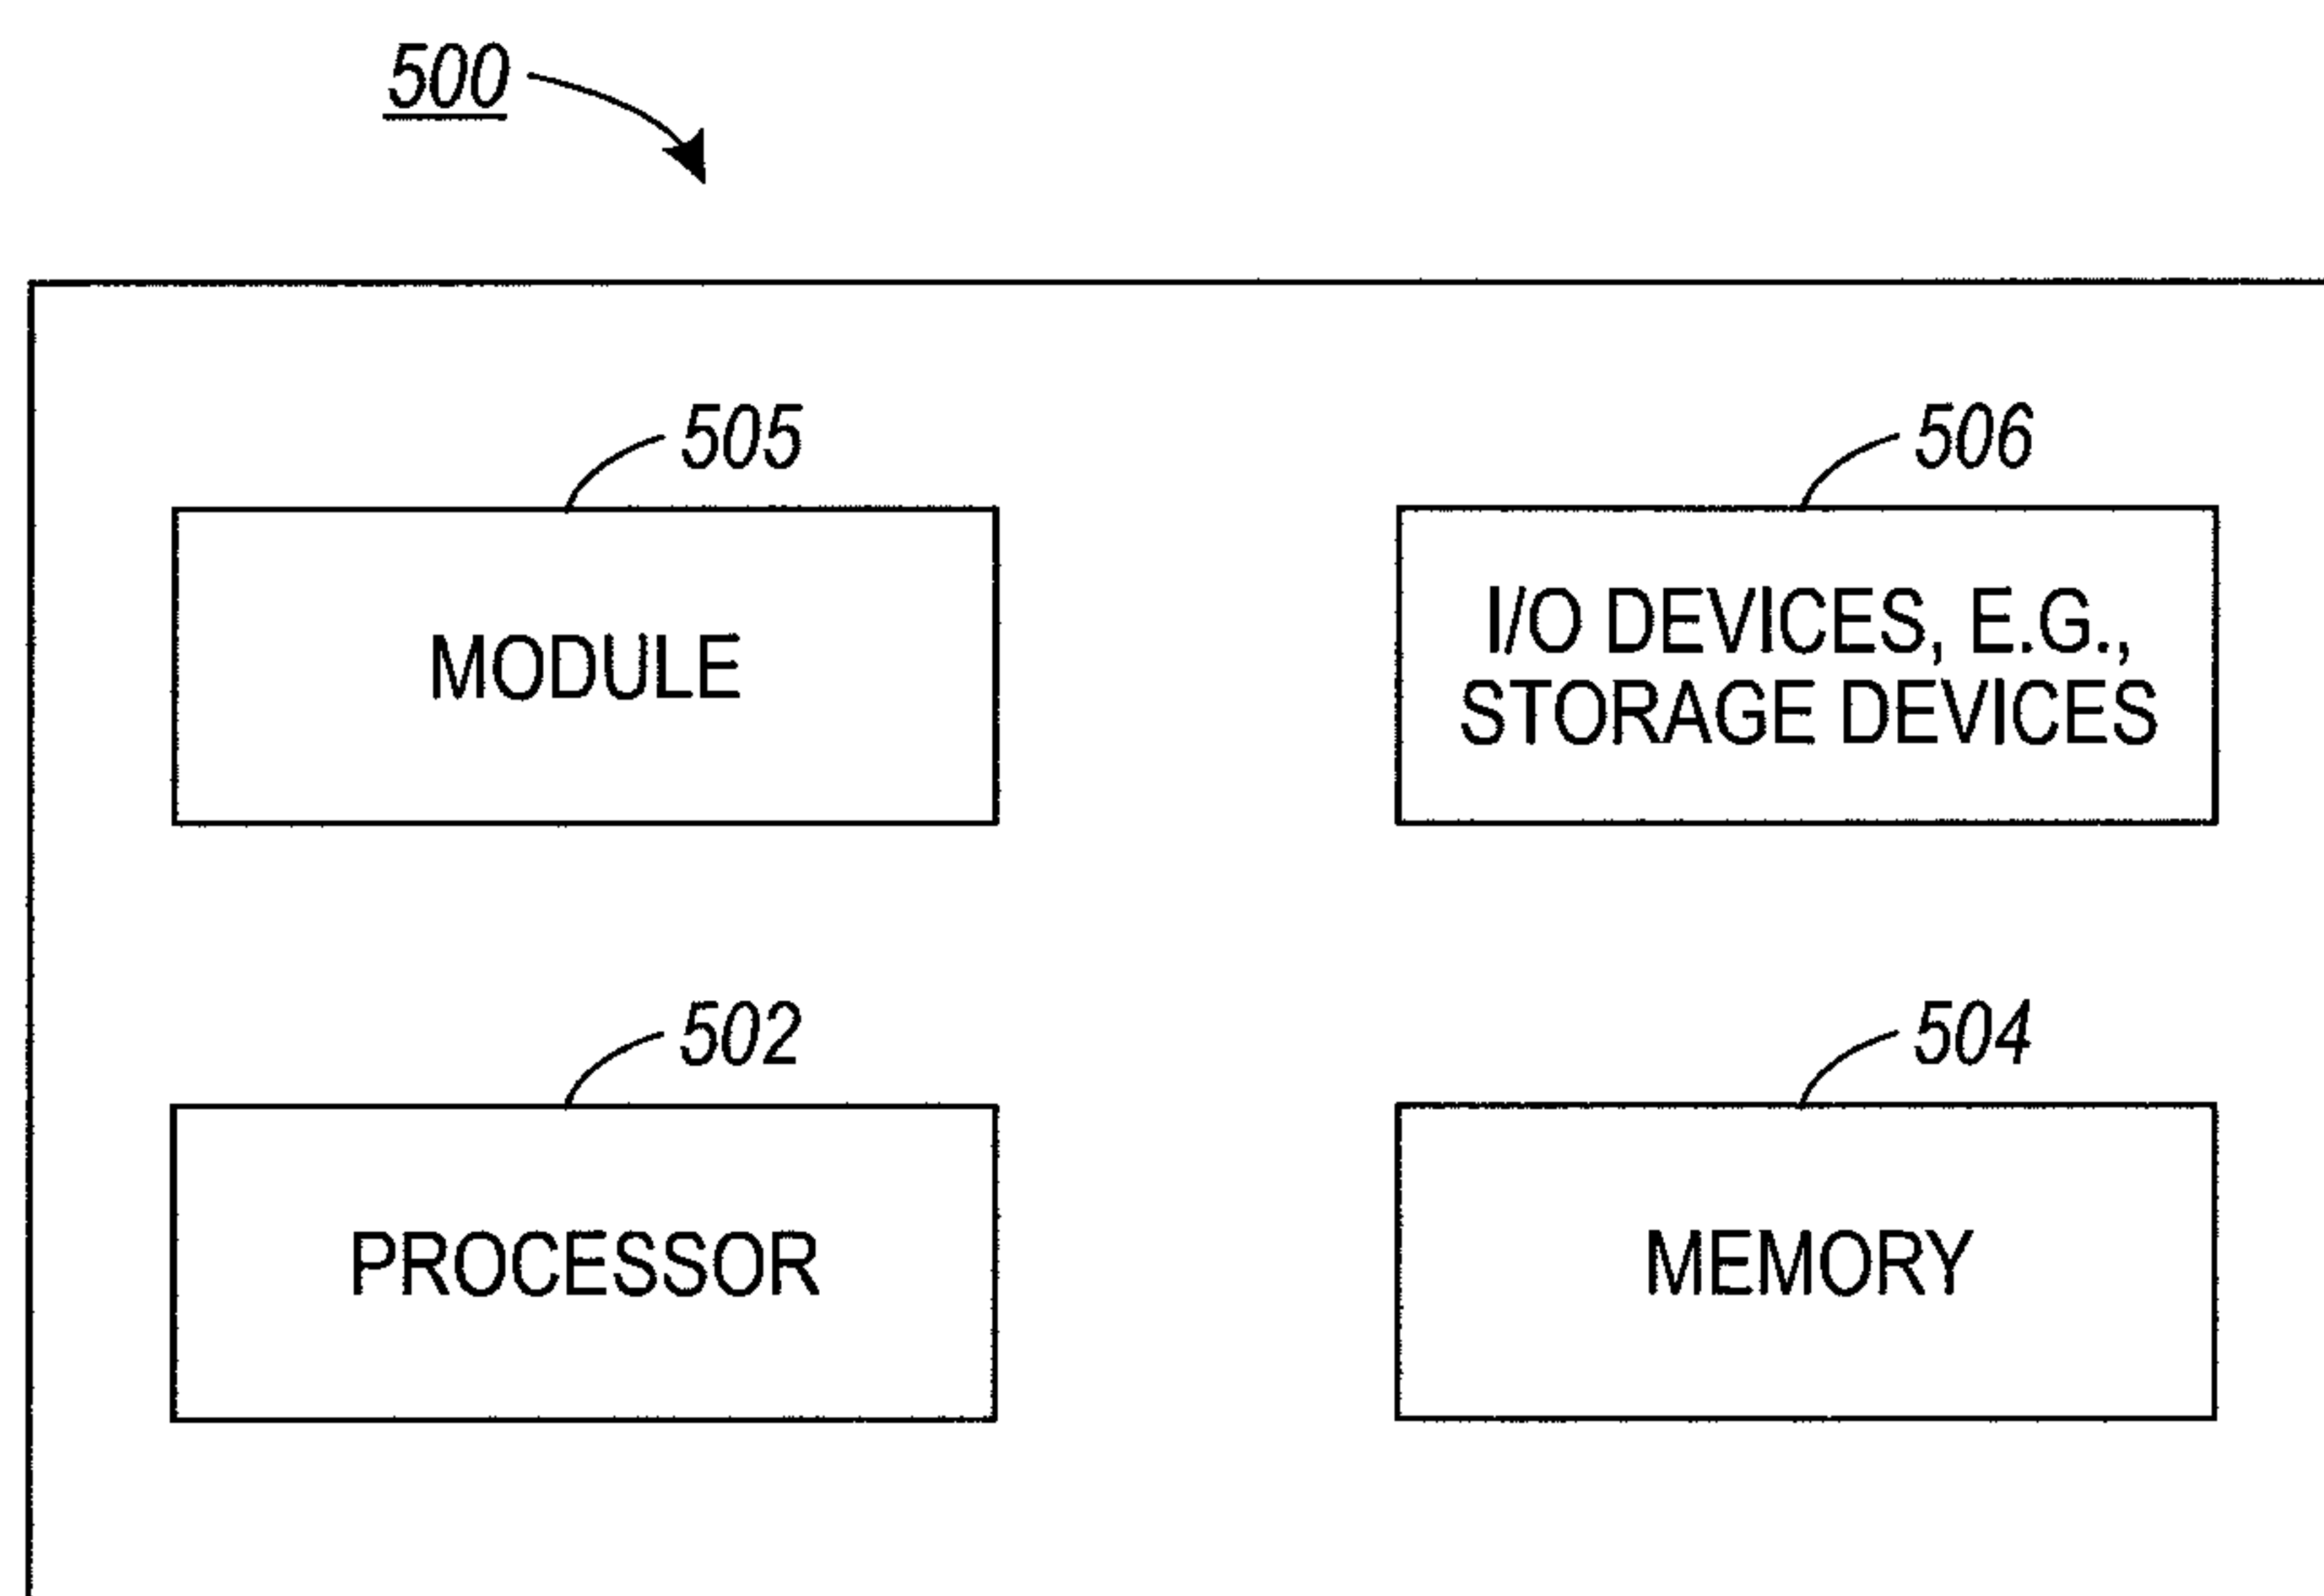 500
505
506
MODULE
I/O DEVICES, E.G.,
STORAGE DEVICES
502
504
PROCESSOR
MEMORY